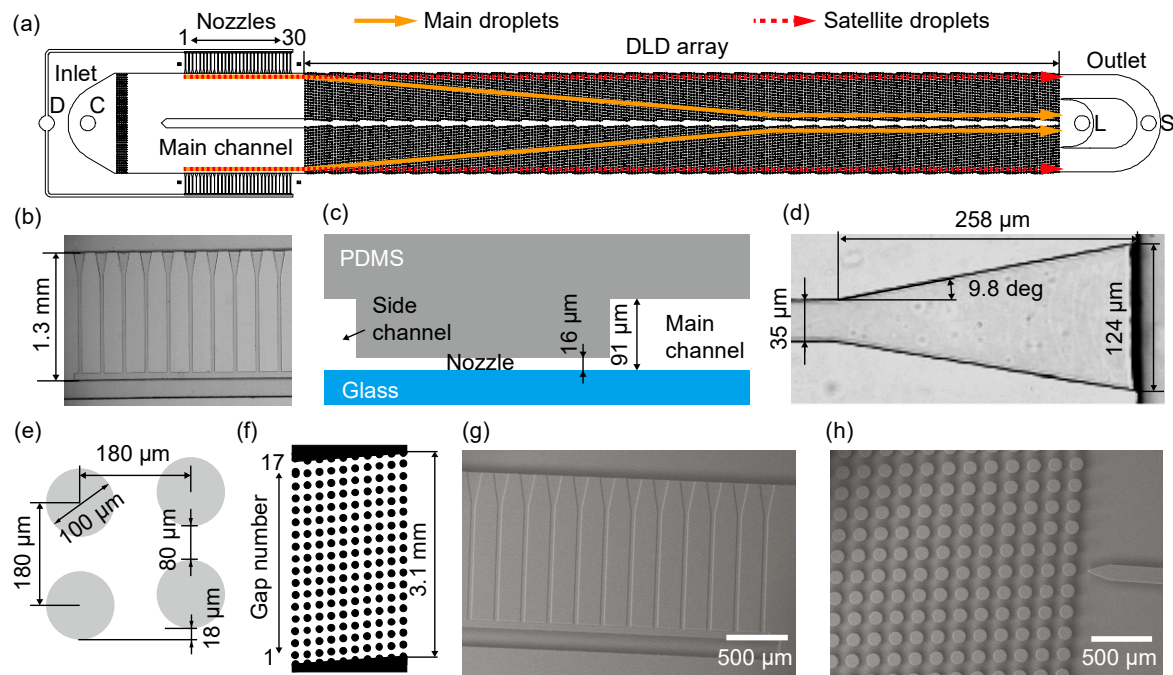 (a)
Nozzles
1
30
Main droplets
Satellite droplets
DLD array
Inlet
Outlet
D
C
L
S
Main channel
(b)
1.3 mm
(c)
PDMS
Side
channel
16 µm
91 µm
Main
channel
Nozzle
Glass
(d)
258 µm
9.8 deg
35 µm
124 µm
(e)
180 µm
100 µm
180 µm
80 µm
18 µm
(f)
17
Gap number
1
3.1 mm
(g)
500 µm
(h)
500 µm